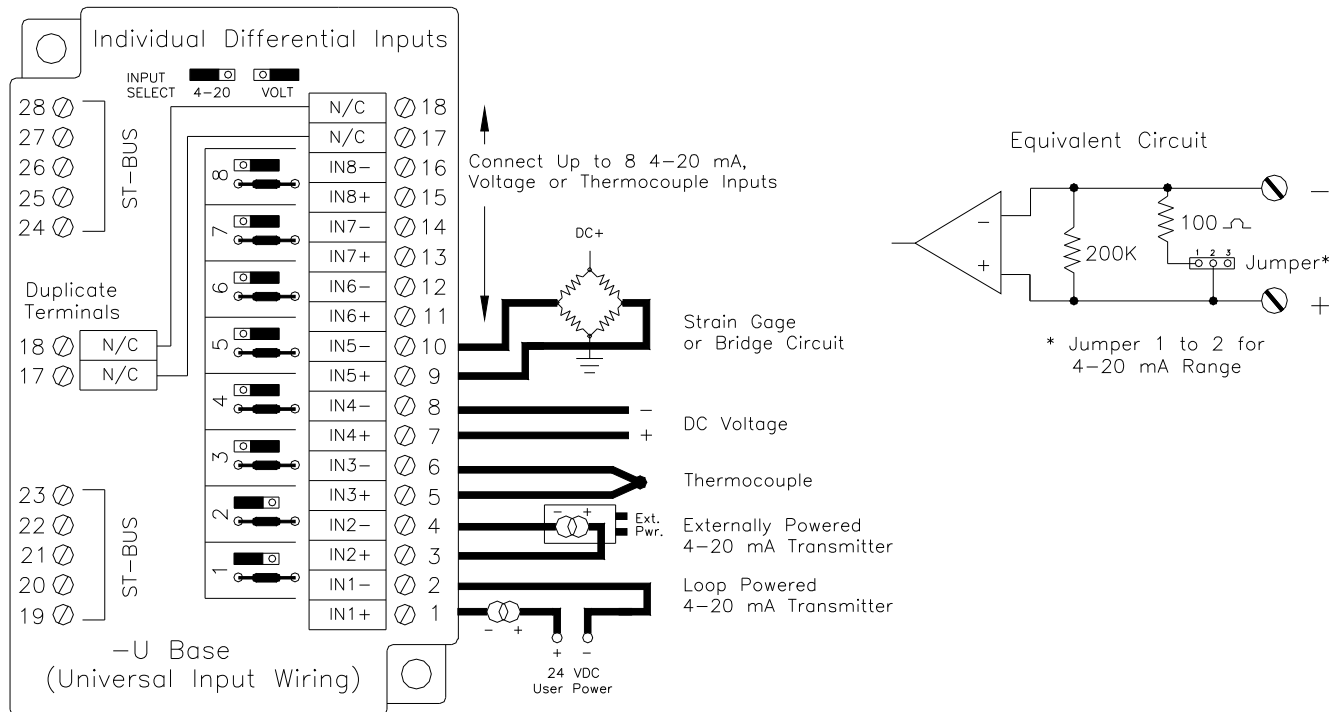 Individual Differential Inputs
INPUT
SELECT
4-20
VOLT
28
27
26
25
24
ST-BUS
Duplicate
Terminals
18 N/C
17 N/C
23
22
21
20
19
ST-BUS
N/C 18
N/C 17
8
IN8- 16
IN8+ 15
7
IN7- 14
IN7+ 13
6
IN6- 12
IN6+ 11
5
IN5- 10
IN5+ 9
4
IN4- 8
IN4+ 7
3
IN3- 6
IN3+ 5
2
IN2- 4
IN2+ 3
1
IN1- 2
IN1+ 1
-U Base
(Universal Input Wiring)
Connect Up to 8 4-20 mA,
Voltage or Thermocouple Inputs
DC+
Strain Gage
or Bridge Circuit
-
+
DC Voltage
Thermocouple
- +
Ext.
Pwr.
Externally Powered
4-20 mA Transmitter
Loop Powered
4-20 mA Transmitter
- +
+ -
24 VDC
User Power
Equivalent Circuit
-
+
200K
100 Ω
1 2 3
Jumper*
-
+
* Jumper 1 to 2 for
4-20 mA Range